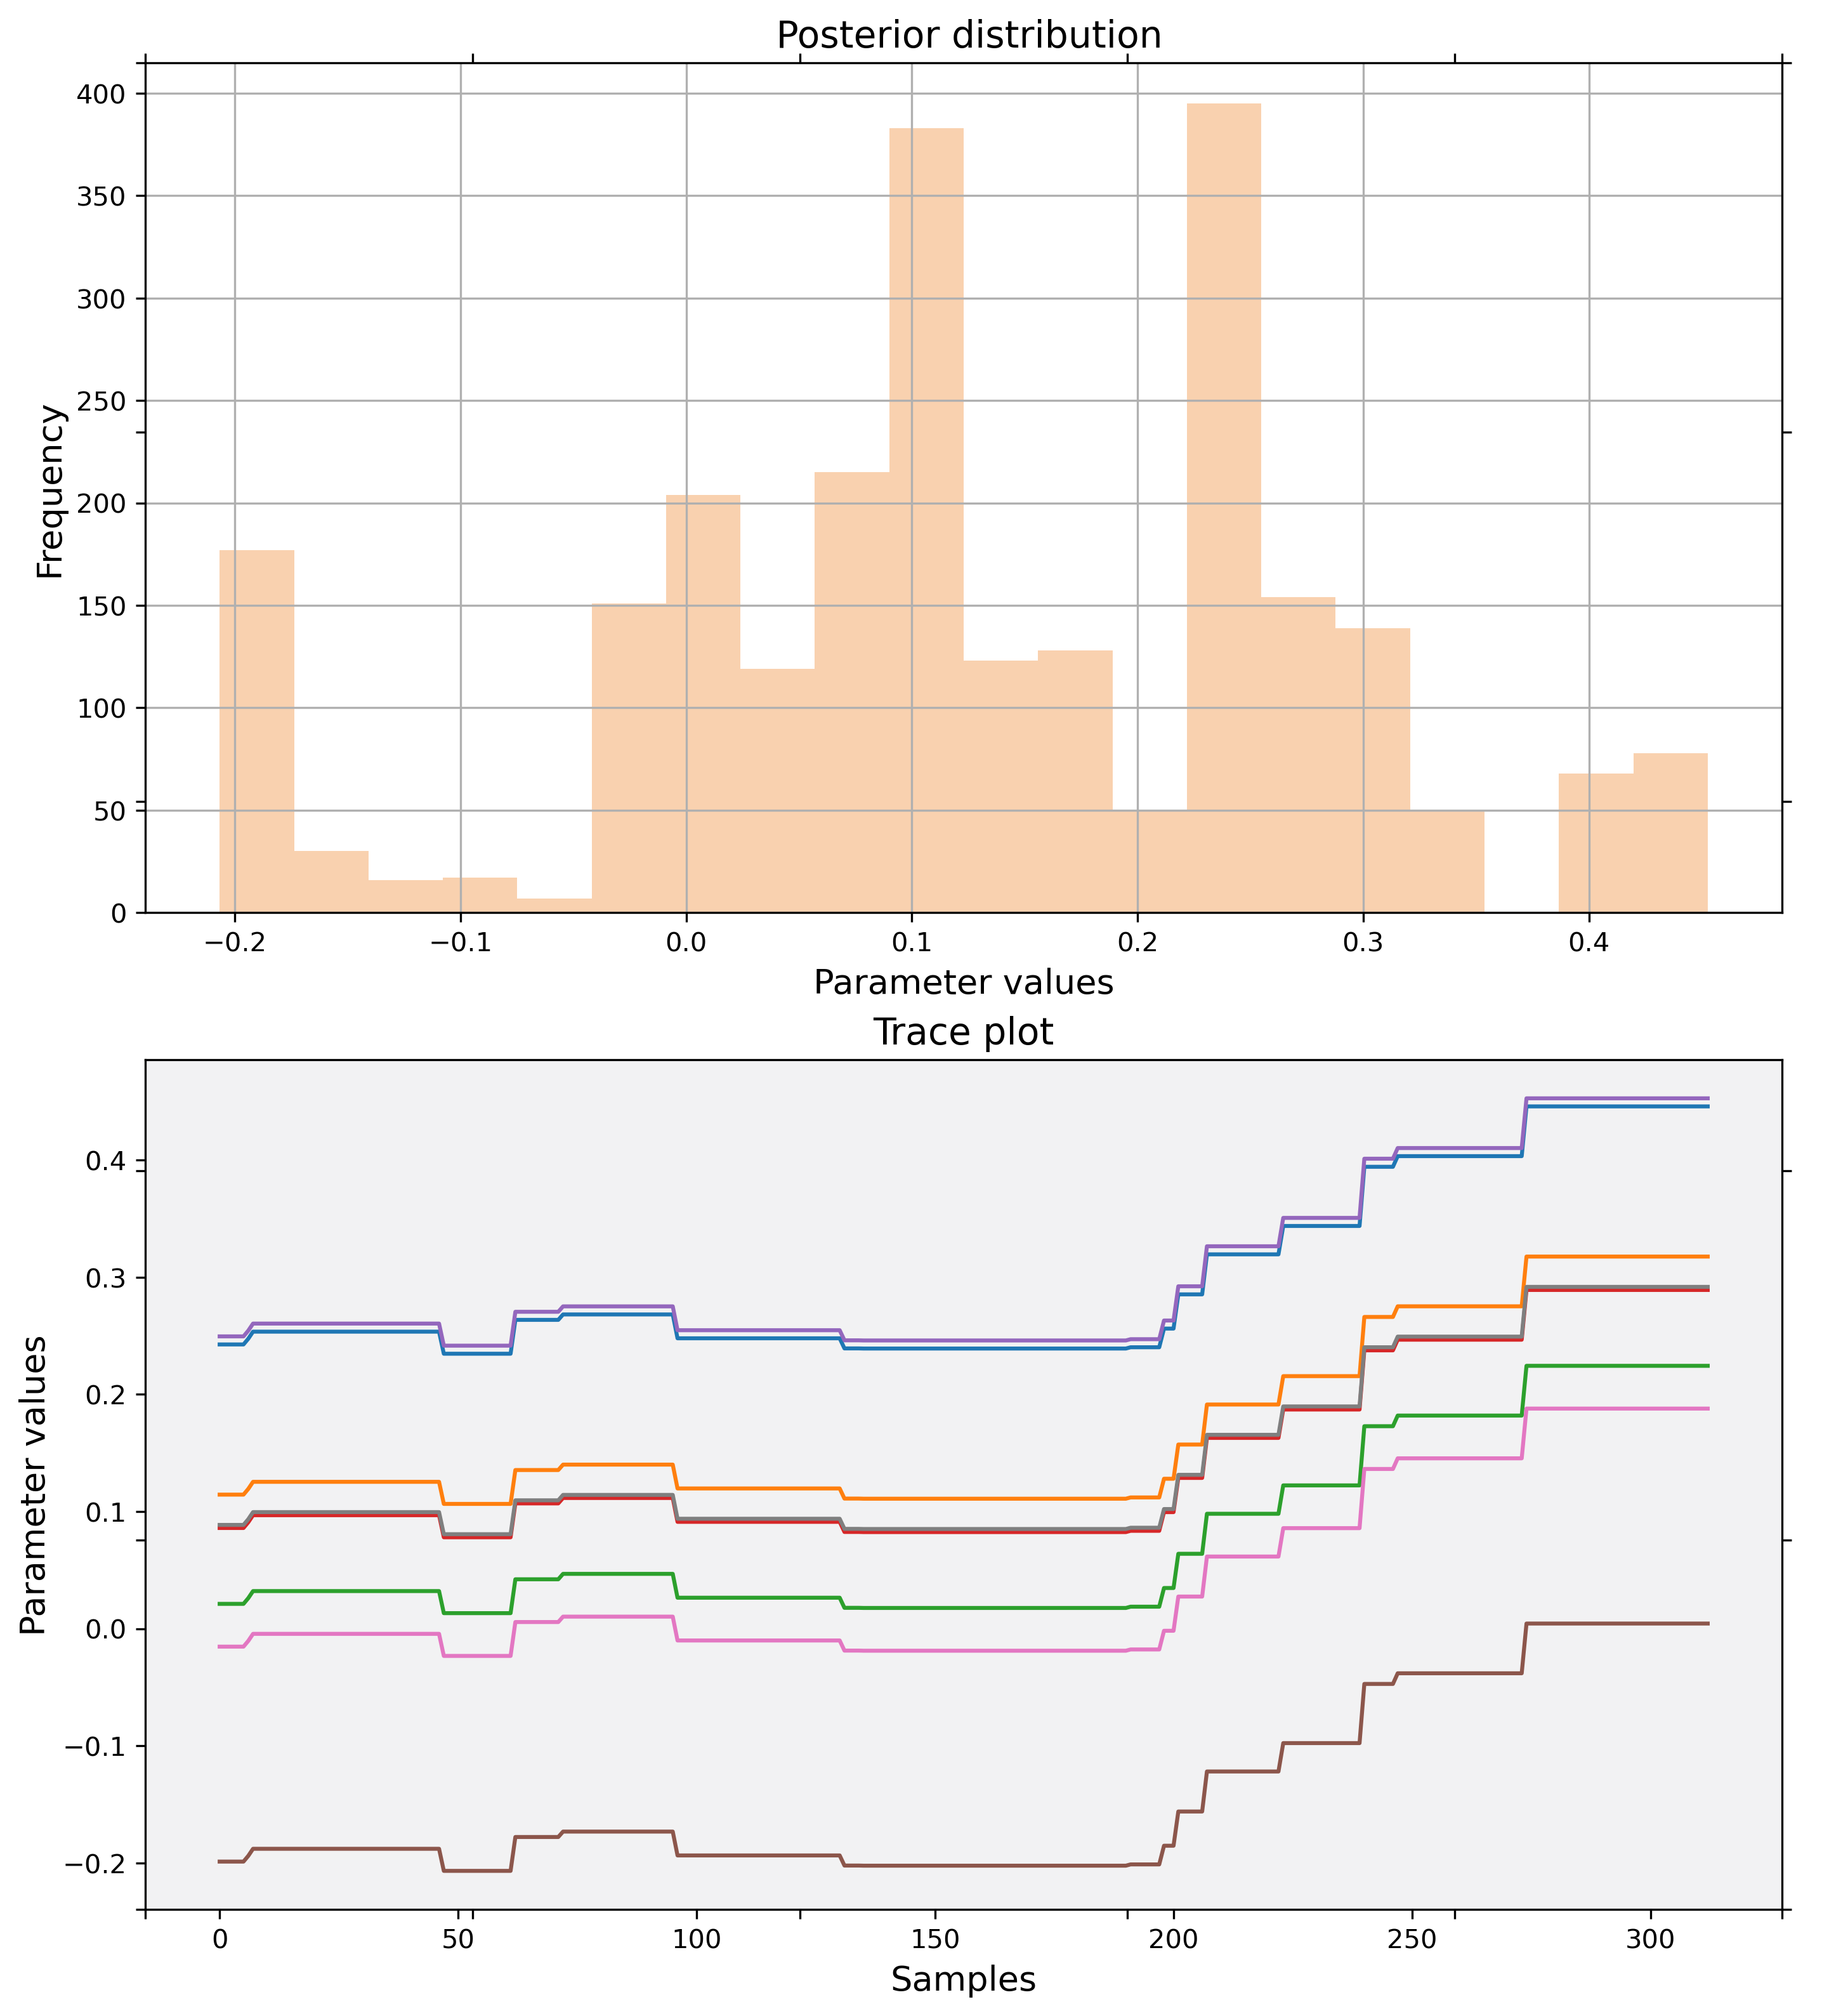 Posterior distribution
400
350
300
250
200
150
100
50
0
Frequency
−0.2 −0.1 0.0 0.1 0.2 0.3 0.4
Parameter values
Trace plot
0.4
0.3
0.2
0.1
0.0
−0.1
−0.2
Parameter values
0 50 100 150 200 250 300
Samples